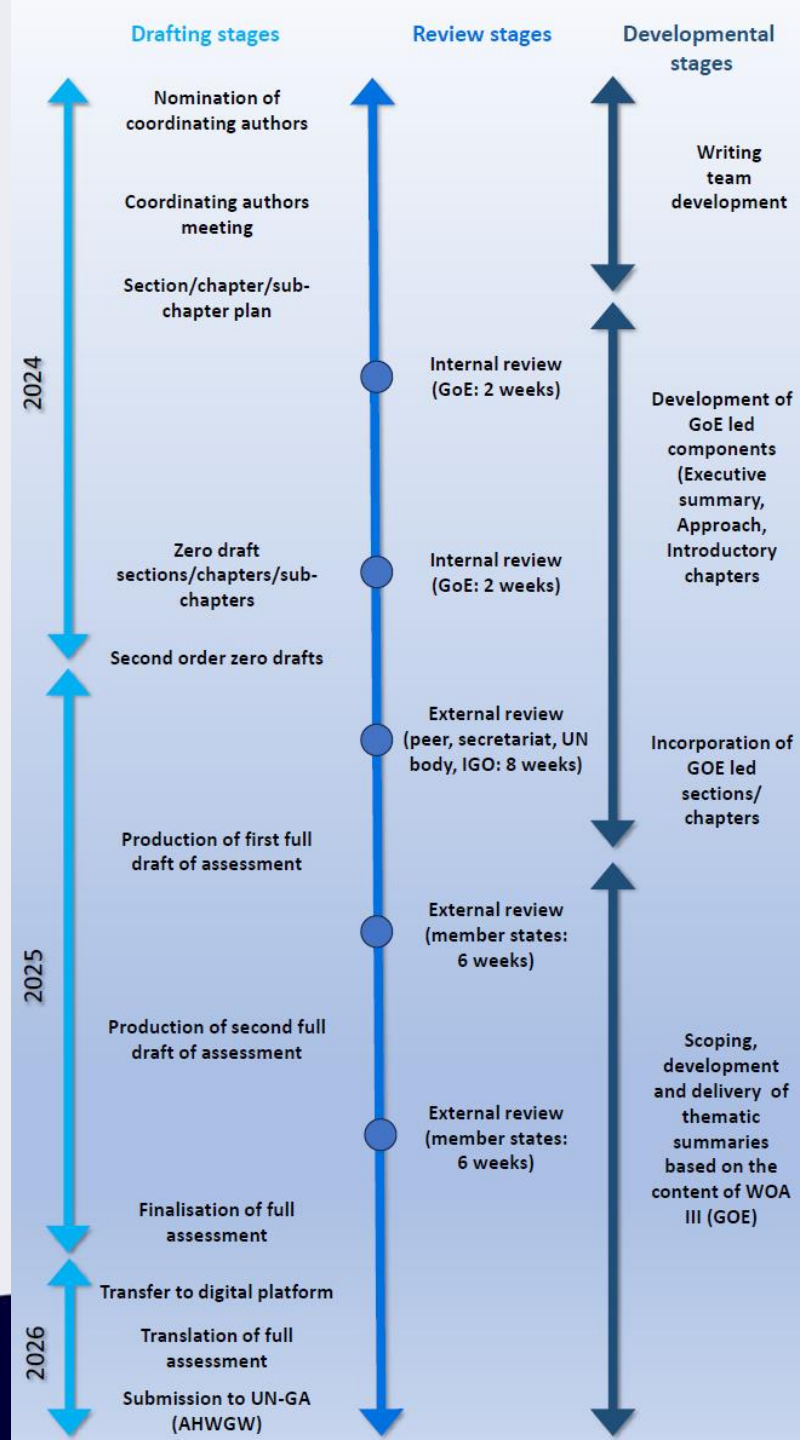 Drafting stages
Review stages
Developmental
stages
Nomination of
coordinating authors
Writing
team
development
Coordinating authors
meeting
Section/chapter/sub-
chapter plan
2024
Internal review
(GoE: 2 weeks)
Development of
GoE led
components
(Executive
summary,
Approach,
Introductory
chapters
Zero draft
sections/chapters/sub-
chapters
Internal review
(GoE: 2 weeks)
Second order zero drafts
External review
(peer, secretariat, UN
body, IGO: 8 weeks)
Incorporation of
GOE led
sections/
chapters
Production of first full
draft of assessment
External review
(member states:
6 weeks)
2025
Production of second full
draft of assessment
Scoping,
development
and delivery of
thematic
summaries
based on the
content of WOA
III (GOE)
External review
(member states:
6 weeks)
Finalisation of full
assessment
Transfer to digital platform
2026
Translation of full
assessment
Submission to UN-GA
(AHWGW)